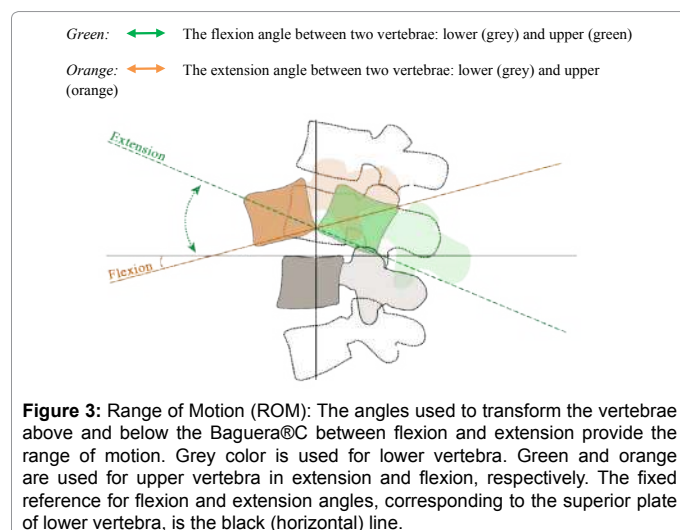 Green: The flexion angle between two vertebrae: lower (grey) and upper (green)
Orange: The extension angle between two vertebrae: lower (grey) and upper
(orange)
Extension
Flexion
Figure 3: Range of Motion (ROM): The angles used to transform the vertebrae
above and below the Baguera®C between flexion and extension provide the
range of motion. Grey color is used for lower vertebra. Green and orange
are used for upper vertebra in extension and flexion, respectively. The fixed
reference for flexion and extension angles, corresponding to the superior plate
of lower vertebra, is the black (horizontal) line.